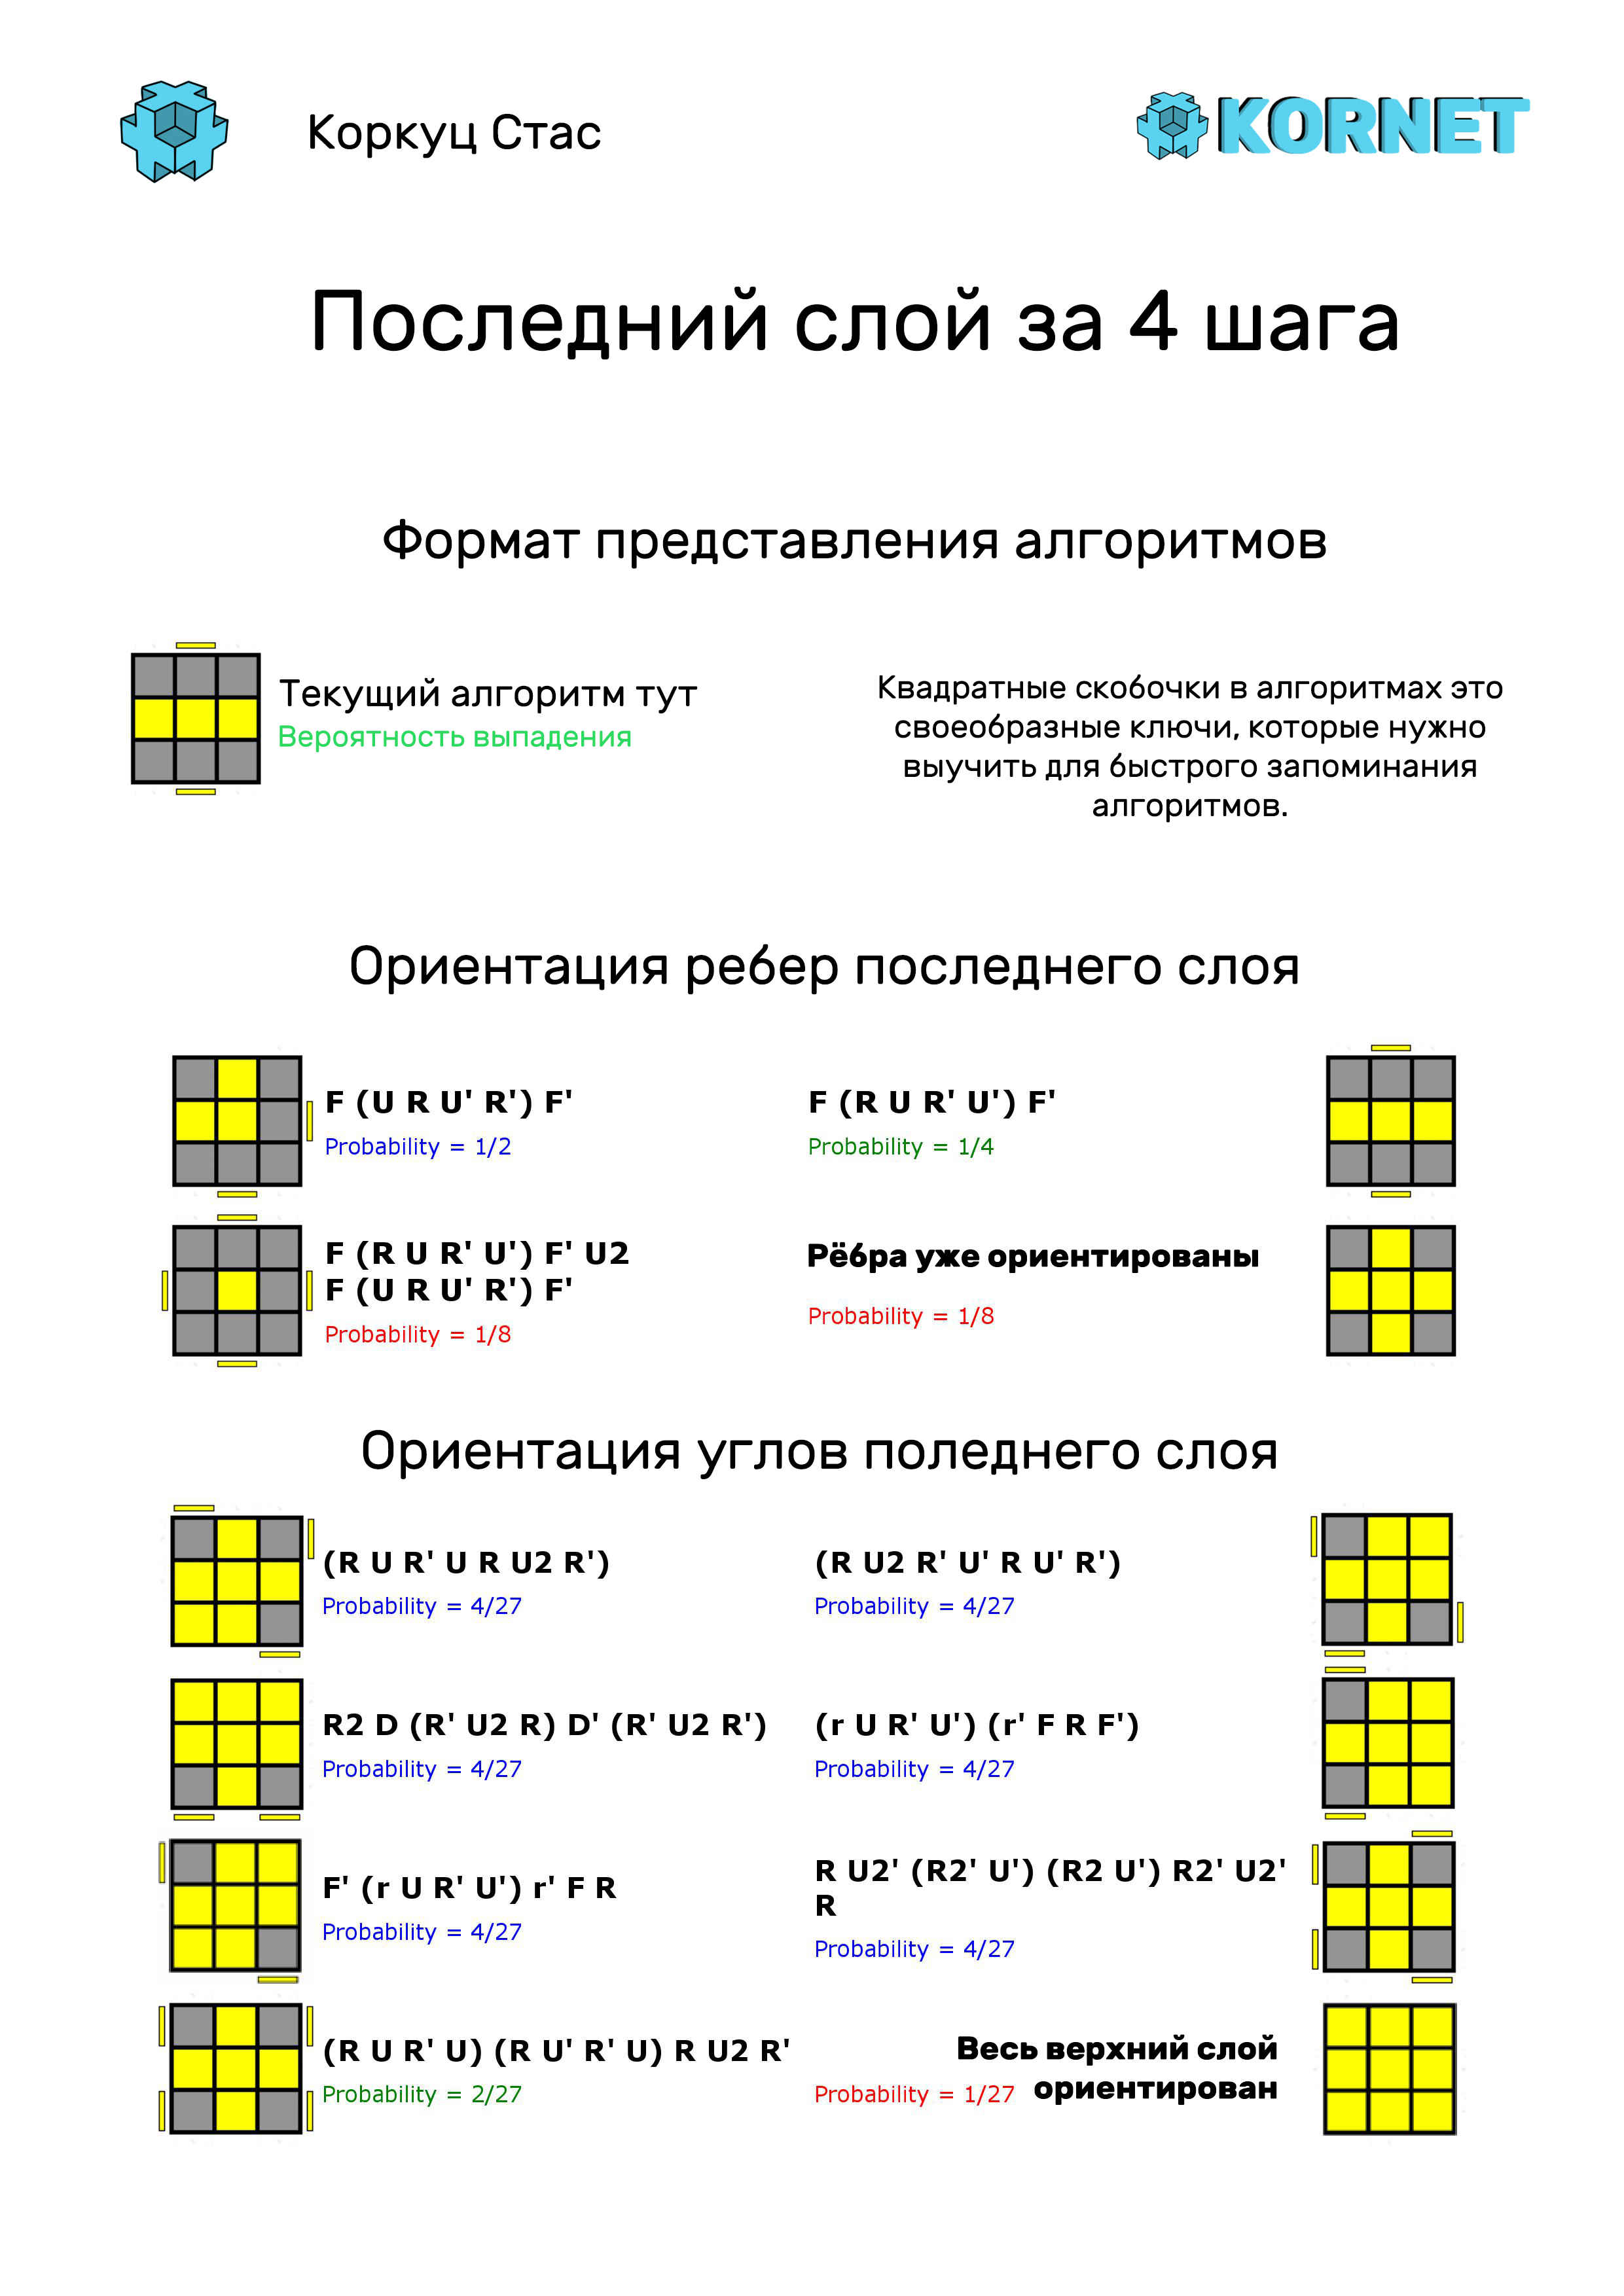 Коркуц Стас
KORNET
Последний слой за 4 шага
Формат представления алгоритмов
Текущий алгоритм тут
Вероятность выпадения
Квадратные скобочки в алгоритмах это
своеобразные ключи, которые нужно
выучить для быстрого запоминания
алгоритмов.
Ориентация ребер последнего слоя
F (U R U' R') F'
Probability = 1/2
F (R U R' U') F'
Probability = 1/4
F (R U R' U') F' U2
F (U R U' R') F'
Probability = 1/8
Рёбра уже ориентированы
Probability = 1/8
Ориентация углов поледнего слоя
(R U R' U R U2 R')
Probability = 4/27
(R U2 R' U' R U' R')
Probability = 4/27
R2 D (R' U2 R) D' (R' U2 R')
Probability = 4/27
(r U R' U') (r' F R F')
Probability = 4/27
F' (r U R' U') r' F R
Probability = 4/27
R U2' (R2' U') (R2 U') R2' U2'
R
Probability = 4/27
(R U R' U) (R U' R' U) R U2 R'
Probability = 2/27
Весь верхний слой
ориентирован
Probability = 1/27